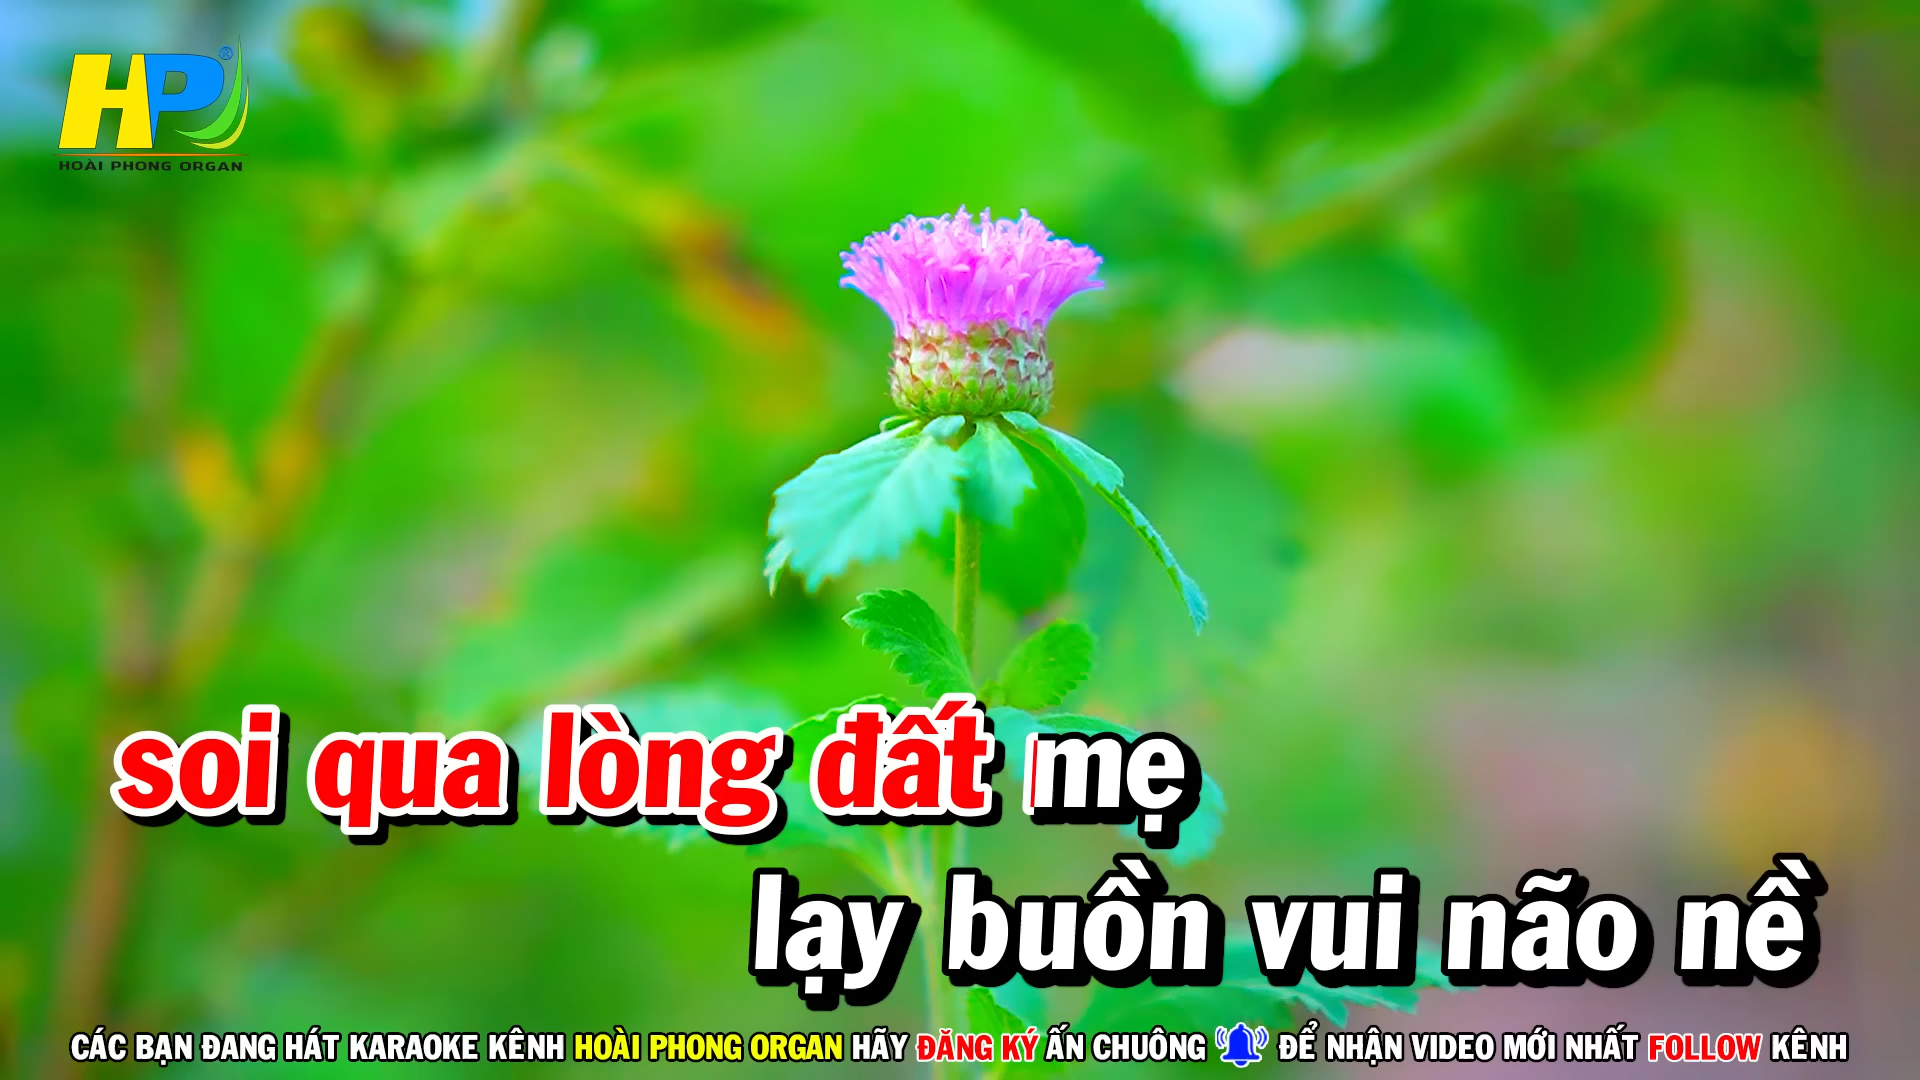 HP®
HOÀI PHONG ORGAN
soi qua lòng đất mẹ
lạy buồn vui não nề
CÁC BẠN ĐANG HÁT KARAOKE KÊNH HOÀI PHONG ORGAN HÃY ĐĂNG KÝ ẤN CHUÔNG ĐỂ NHẬN VIDEO MỚI NHẤT FOLLOW KÊNH